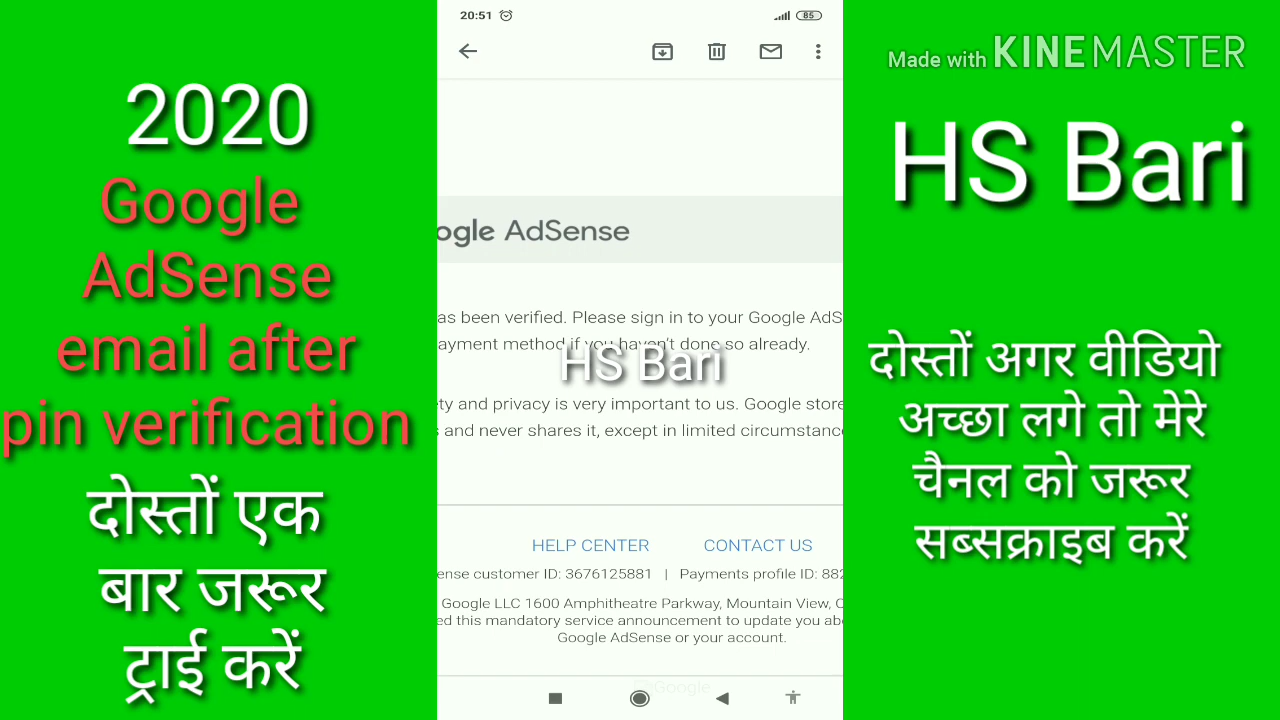 2020
Google
AdSense
email after
pin verification
दोस्तों एक
बार जरूर
ट्राई करें
20:51
85
ogle AdSense
as been verified. Please sign in to your Google AdS
ayment method if you haven't done so already.
HS Bari
ety and privacy is very important to us. Google store
s and never shares it, except in limited circumstance
HELP CENTER CONTACT US
ense customer ID: 3676125881 | Payments profile ID: 882
Google LLC 1600 Amphitheatre Parkway, Mountain View, C
ed this mandatory service announcement to update you abo
Google AdSense or your account.
Google
Made with KINEMASTER
HS Bari
दोस्तों अगर वीडियो
अच्छा लगे तो मेरे
चैनल को जरूर
सब्सक्राइब करें